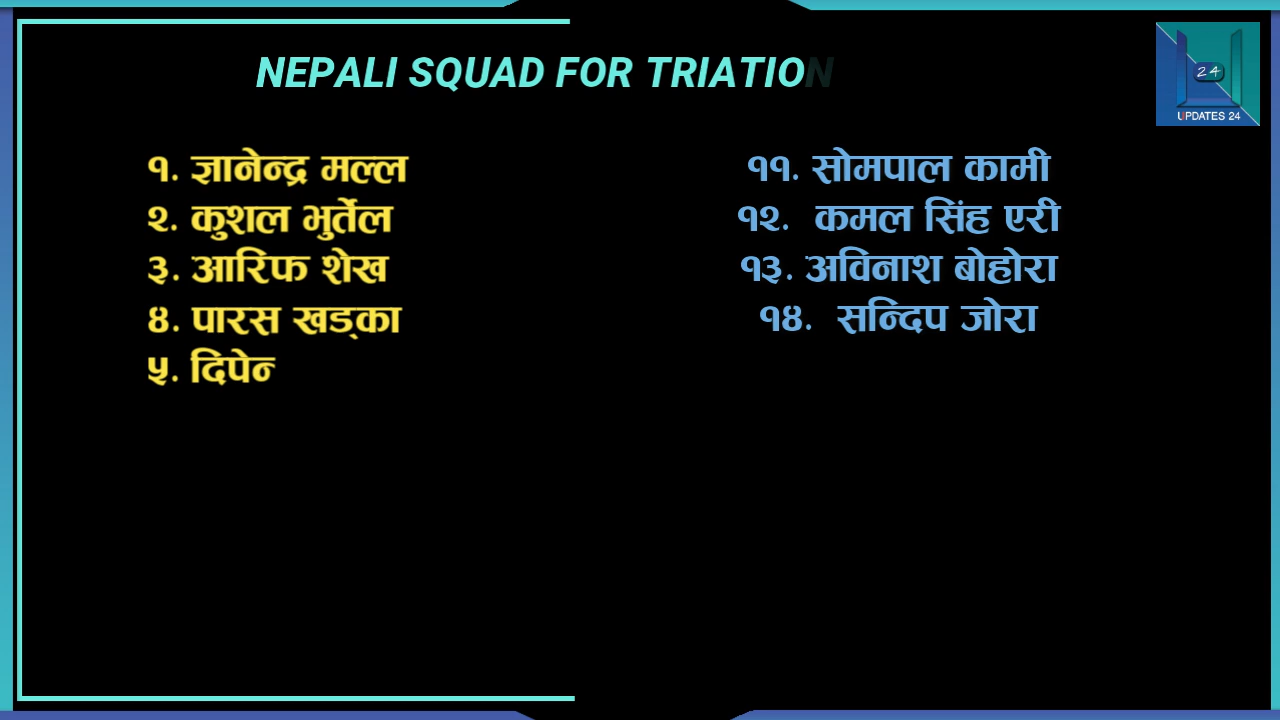 NEPALI SQUAD FOR TRIATION
24
UPDATES 24
१. ज्ञानेन्द्र मल्ल
२. कुशल भुर्तेल
३. आरिफ शेख
४. पारस खड्का
५. दिपेन्
११. सोमपाल कामी
१२. कमल सिंह एरी
१३. अविनाश बोहोरा
१४. सन्दिप जोरा